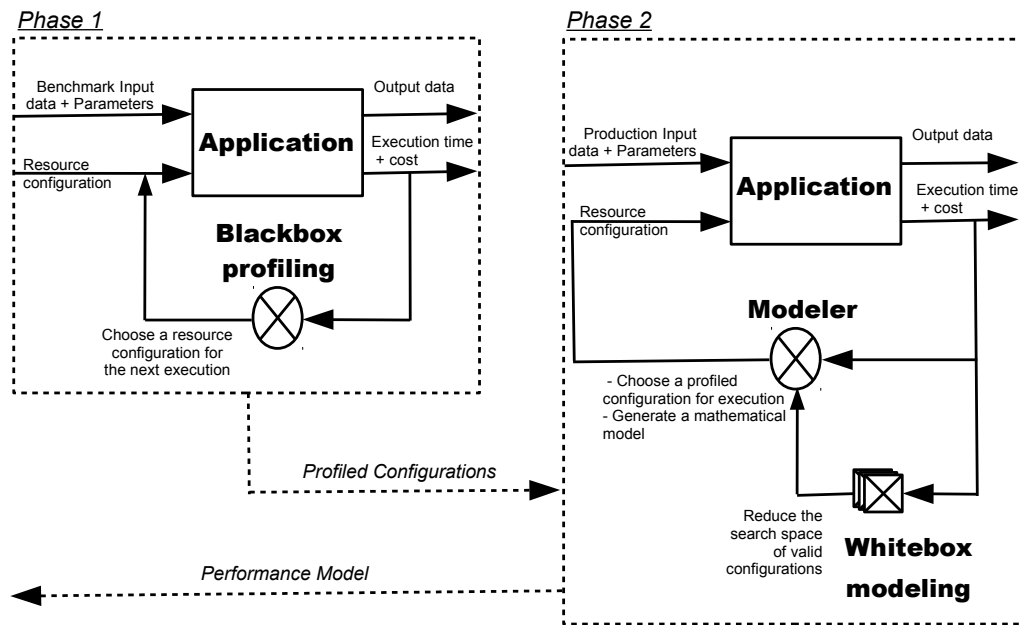 Phase 1
Benchmark Input
data + Parameters
Output data
Application
Execution time
+ cost
Resource
configuration
Blackbox
profiling
Choose a resource
configuration for
the next execution
Profiled Configurations
Performance Model
Phase 2
Production Input
data + Parameters
Output data
Application
Execution time
+ cost
Resource
configuration
Modeler
- Choose a profiled
configuration for execution
- Generate a mathematical
model
Reduce the
search space
of valid
configurations
Whitebox
modeling